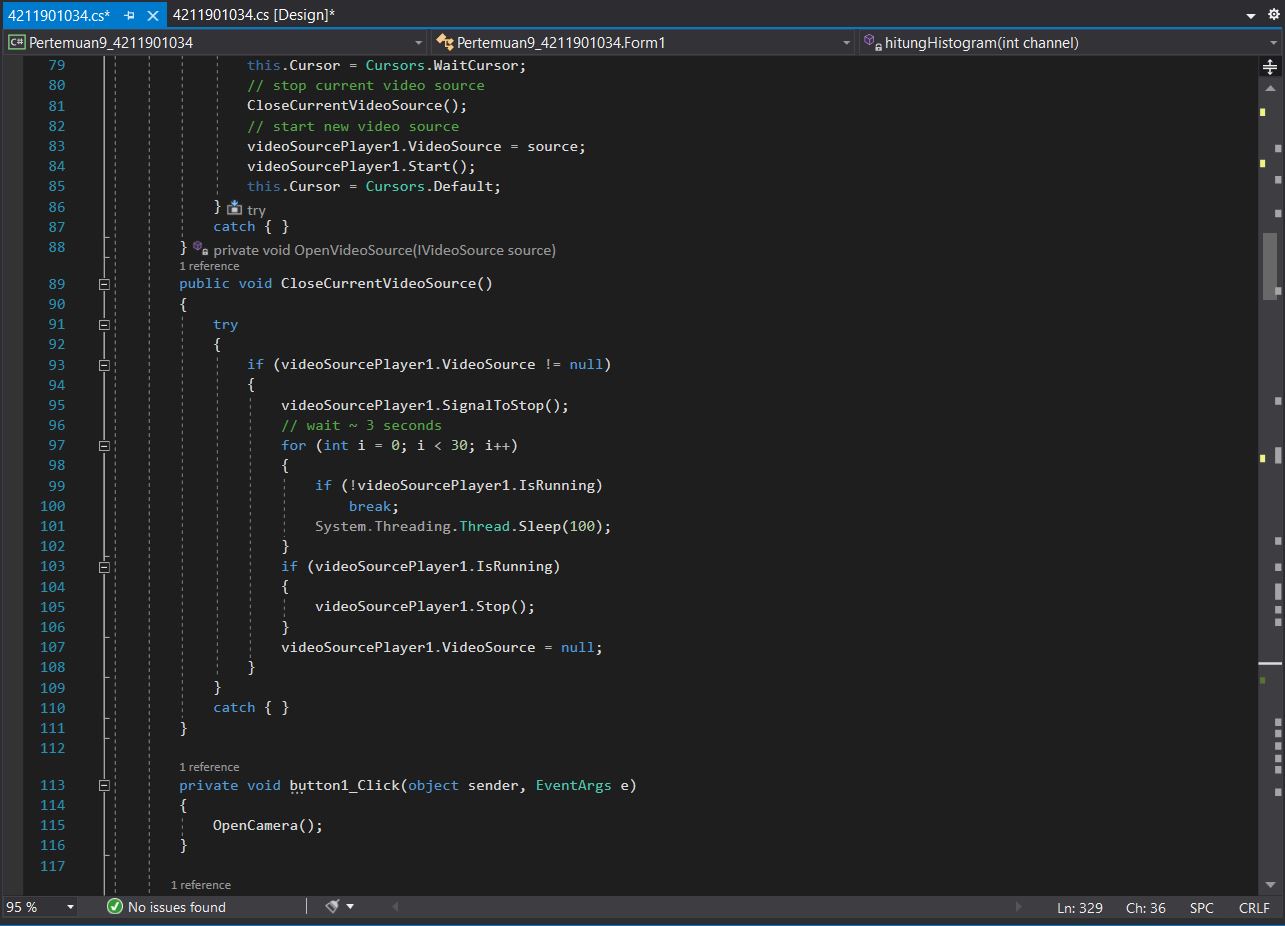 4211901034.cs* 4211901034.cs [Design]*
C# Pertemuan9_4211901034 Pertemuan9_4211901034.Form1 hitungHistogram(int channel)
79 this.Cursor = Cursors.WaitCursor;
80 // stop current video source
81 CloseCurrentVideoSource();
82 // start new video source
83 videoSourcePlayer1.VideoSource = source;
84 videoSourcePlayer1.Start();
85 this.Cursor = Cursors.Default;
86 } try
87 catch { }
88 } private void OpenVideoSource(IVideoSource source)
1 reference
89 public void CloseCurrentVideoSource()
90 {
91 try
92 {
93 if (videoSourcePlayer1.VideoSource != null)
94 {
95 videoSourcePlayer1.SignalToStop();
96 // wait ~ 3 seconds
97 for (int i = 0; i < 30; i++)
98 {
99 if (!videoSourcePlayer1.IsRunning)
100 break;
101 System.Threading.Thread.Sleep(100);
102 }
103 if (videoSourcePlayer1.IsRunning)
104 {
105 videoSourcePlayer1.Stop();
106 }
107 videoSourcePlayer1.VideoSource = null;
108 }
109 }
110 catch { }
111 }
112
1 reference
113 private void button1_Click(object sender, EventArgs e)
114 {
115 OpenCamera();
116 }
117
1 reference
95 % No issues found Ln: 329 Ch: 36 SPC CRLF